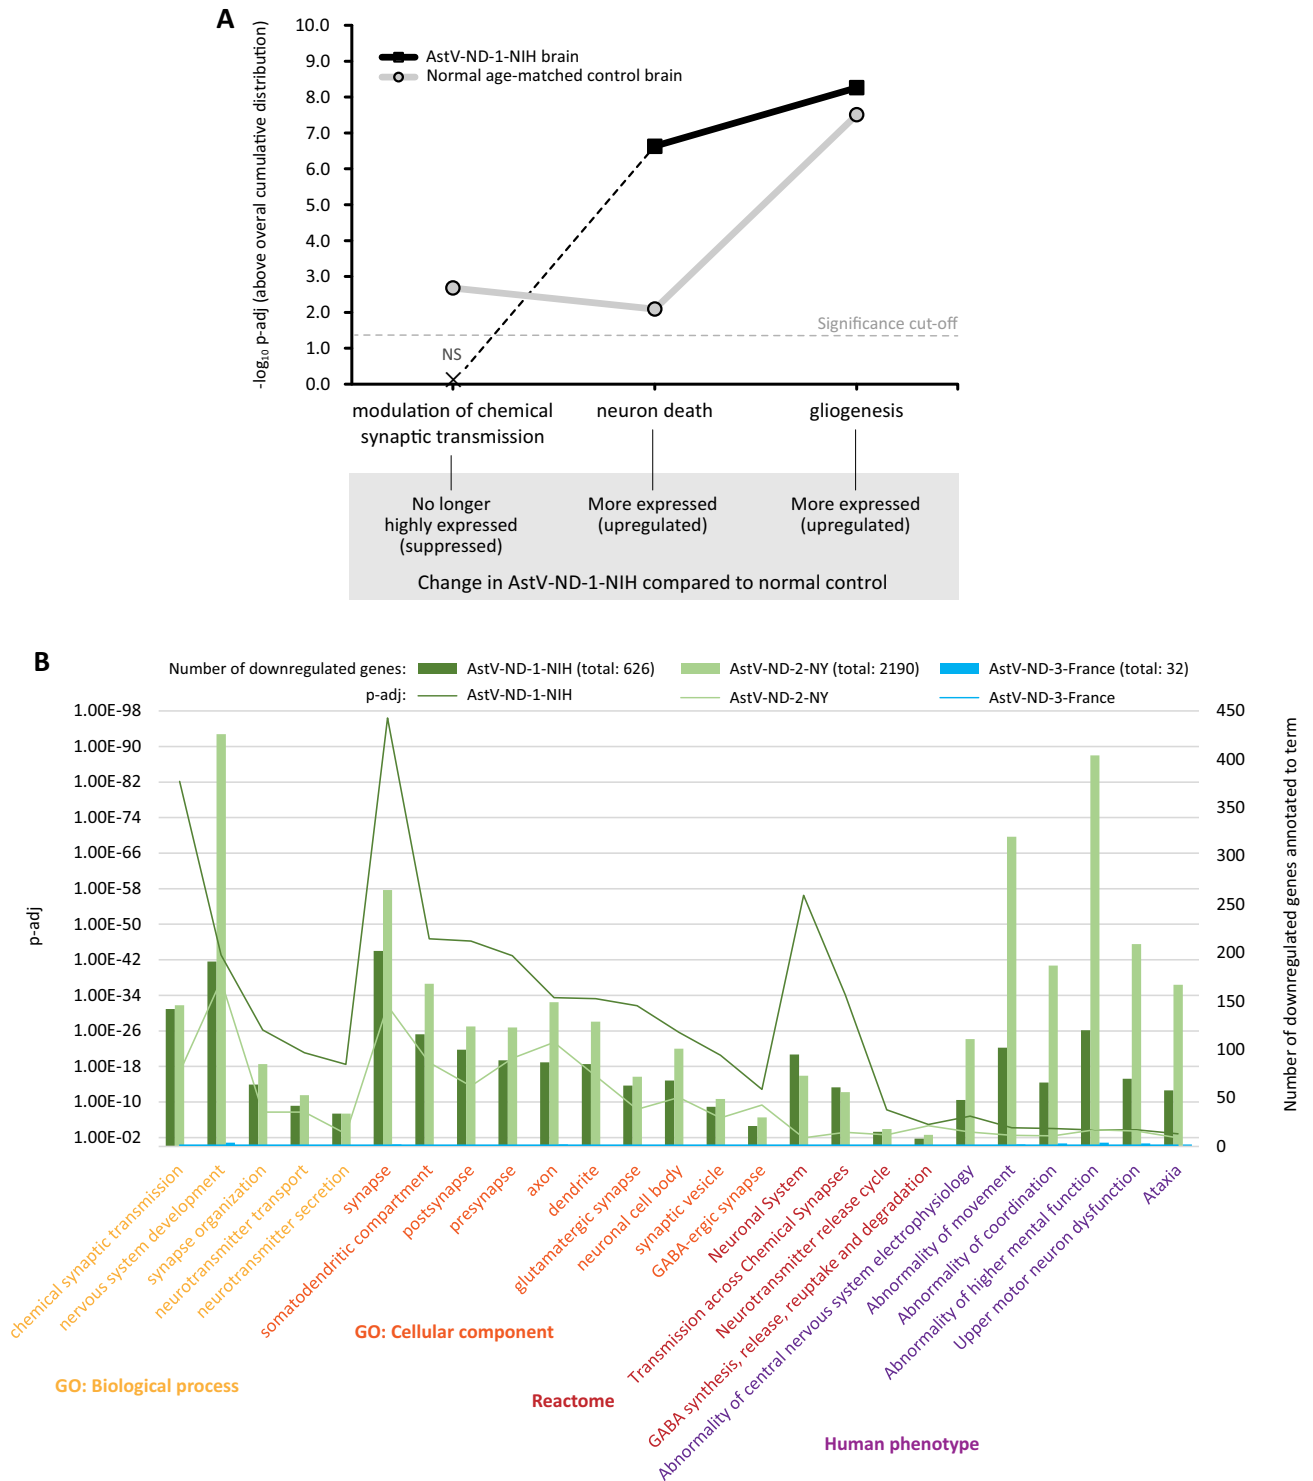 A
10.0
9.0
8.0
7.0
6.0
5.0
4.0
3.0
2.0
1.0
0.0
-log₁₀ p-adj (above overal cumulative distribution)
AstV-ND-1-NIH brain
Normal age-matched control brain
Significance cut-off
NS
modulation of chemical
synaptic transmission
neuron death
gliogenesis
No longer
highly expressed
(suppressed)
More expressed
(upregulated)
More expressed
(upregulated)
Change in AstV-ND-1-NIH compared to normal control
B
Number of downregulated genes:
AstV-ND-1-NIH (total: 626)
AstV-ND-2-NY (total: 2190)
AstV-ND-3-France (total: 32)
p-adj:
AstV-ND-1-NIH
AstV-ND-2-NY
AstV-ND-3-France
1.00E-98
1.00E-90
1.00E-82
1.00E-74
1.00E-66
1.00E-58
1.00E-50
1.00E-42
1.00E-34
1.00E-26
1.00E-18
1.00E-10
1.00E-02
p-adj
450
400
350
300
250
200
150
100
50
0
Number of downregulated genes annotated to term
chemical synaptic transmission
nervous system development
synapse organization
neurotransmitter transport
neurotransmitter secretion
synapse
somatodendritic compartment
postsynapse
presynapse
axon
dendrite
glutamatergic synapse
neuronal cell body
synaptic vesicle
GABA-ergic synapse
Neuronal System
Transmission across Chemical Synapses
Neurotransmitter release cycle
GABA synthesis, release, reuptake and degradation
Abnormality of central nervous system electrophysiology
Abnormality of movement
Abnormality of coordination
Abnormality of higher mental function
Upper motor neuron dysfunction
Ataxia
GO: Biological process
GO: Cellular component
Reactome
Human phenotype